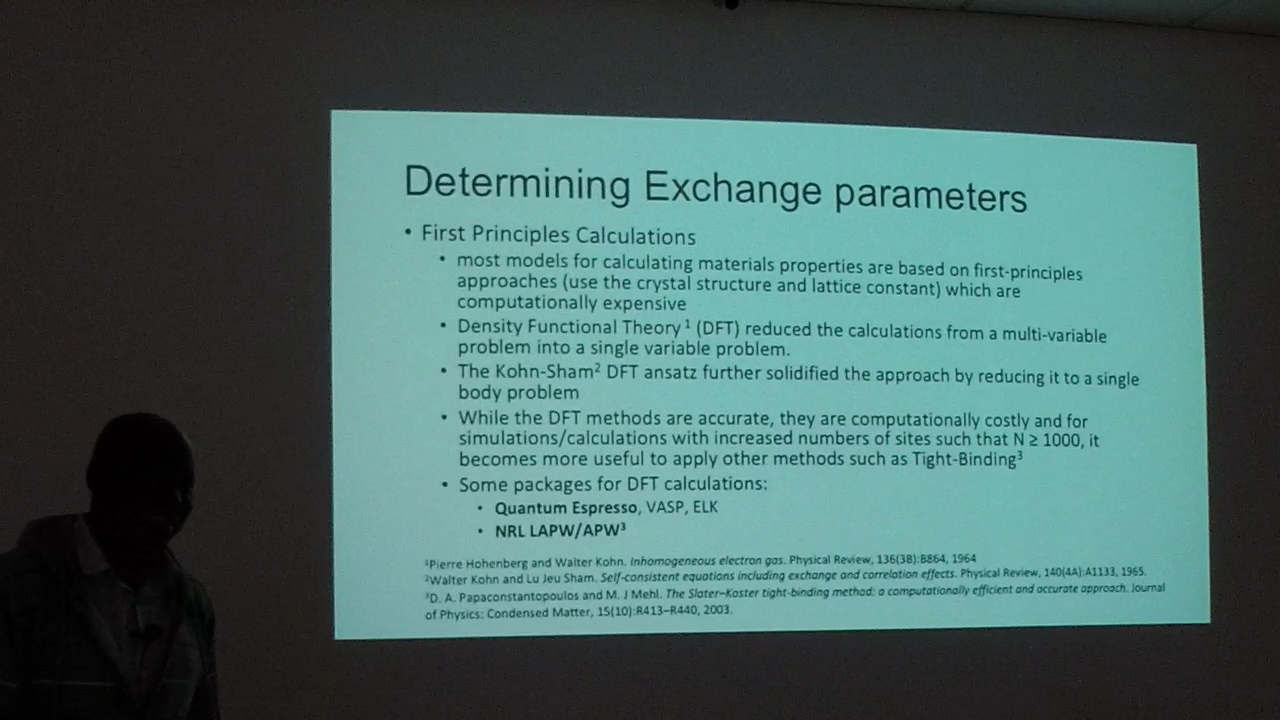 Determining Exchange parameters
• First Principles Calculations
• most models for calculating materials properties are based on first-principles
approaches (use the crystal structure and lattice constant) which are
computationally expensive
• Density Functional Theory ¹ (DFT) reduced the calculations from a multi-variable
problem into a single variable problem.
• The Kohn-Sham² DFT ansatz further solidified the approach by reducing it to a single
body problem
• While the DFT methods are accurate, they are computationally costly and for
simulations/calculations with increased numbers of sites such that N ≥ 1000, it
becomes more useful to apply other methods such as Tight-Binding³
• Some packages for DFT calculations:
• Quantum Espresso, VASP, ELK
• NRL LAPW/APW³
¹Pierre Hohenberg and Walter Kohn. Inhomogeneous electron gas. Physical Review, 136(3B):B864, 1964
²Walter Kohn and Lu Jeu Sham. Self-consistent equations including exchange and correlation effects. Physical Review, 140(4A):A1133, 1965.
³D. A. Papaconstantopoulos and M. J Mehl. The Slater–Koster tight-binding method: a computationally efficient and accurate approach. Journal
of Physics: Condensed Matter, 15(10):R413–R440, 2003.